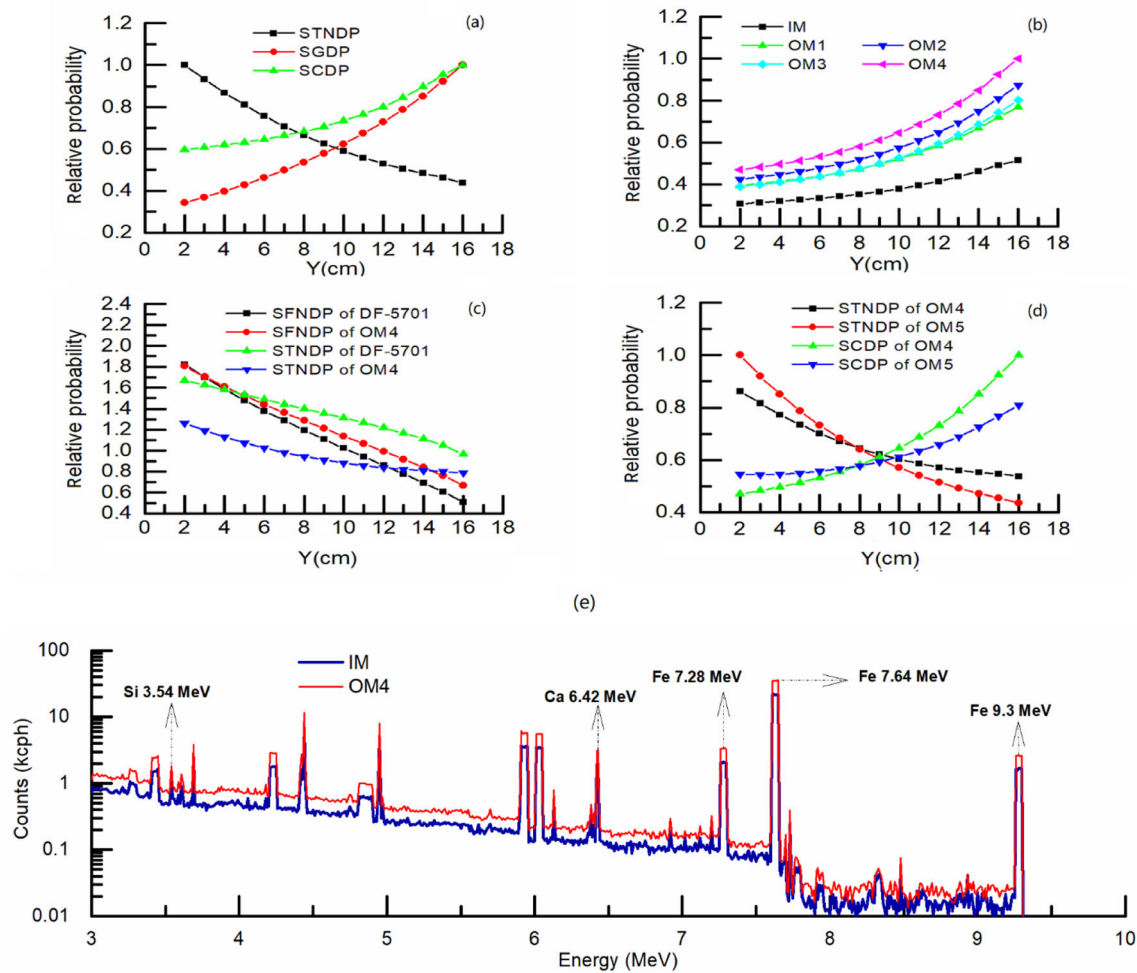 (a)
STNDP
SGDP
SCDP
Relative probability
1.2
1.0
0.8
0.6
0.4
0.2
0 2 4 6 8 10 12 14 16 18
Y(cm)
(b)
IM
OM1 OM2
OM3 OM4
Relative probability
1.2
1.0
0.8
0.6
0.4
0.2
0 2 4 6 8 10 12 14 16 18
Y(cm)
(c)
SFNDP of DF-5701
SFNDP of OM4
STNDP of DF-5701
STNDP of OM4
Relative probability
2.4
2.2
2.0
1.8
1.6
1.4
1.2
1.0
0.8
0.6
0.4
0 2 4 6 8 10 12 14 16 18
Y(cm)
(d)
STNDP of OM4
STNDP of OM5
SCDP of OM4
SCDP of OM5
Relative probability
1.2
1.0
0.8
0.6
0.4
0 2 4 6 8 10 12 14 16 18
Y(cm)
(e)
IM
OM4
Si 3.54 MeV
Ca 6.42 MeV
Fe 7.28 MeV
Fe 7.64 MeV
Fe 9.3 MeV
Counts (kcph)
100
10
1
0.1
0.01
3 4 5 6 7 8 9 10
Energy (MeV)